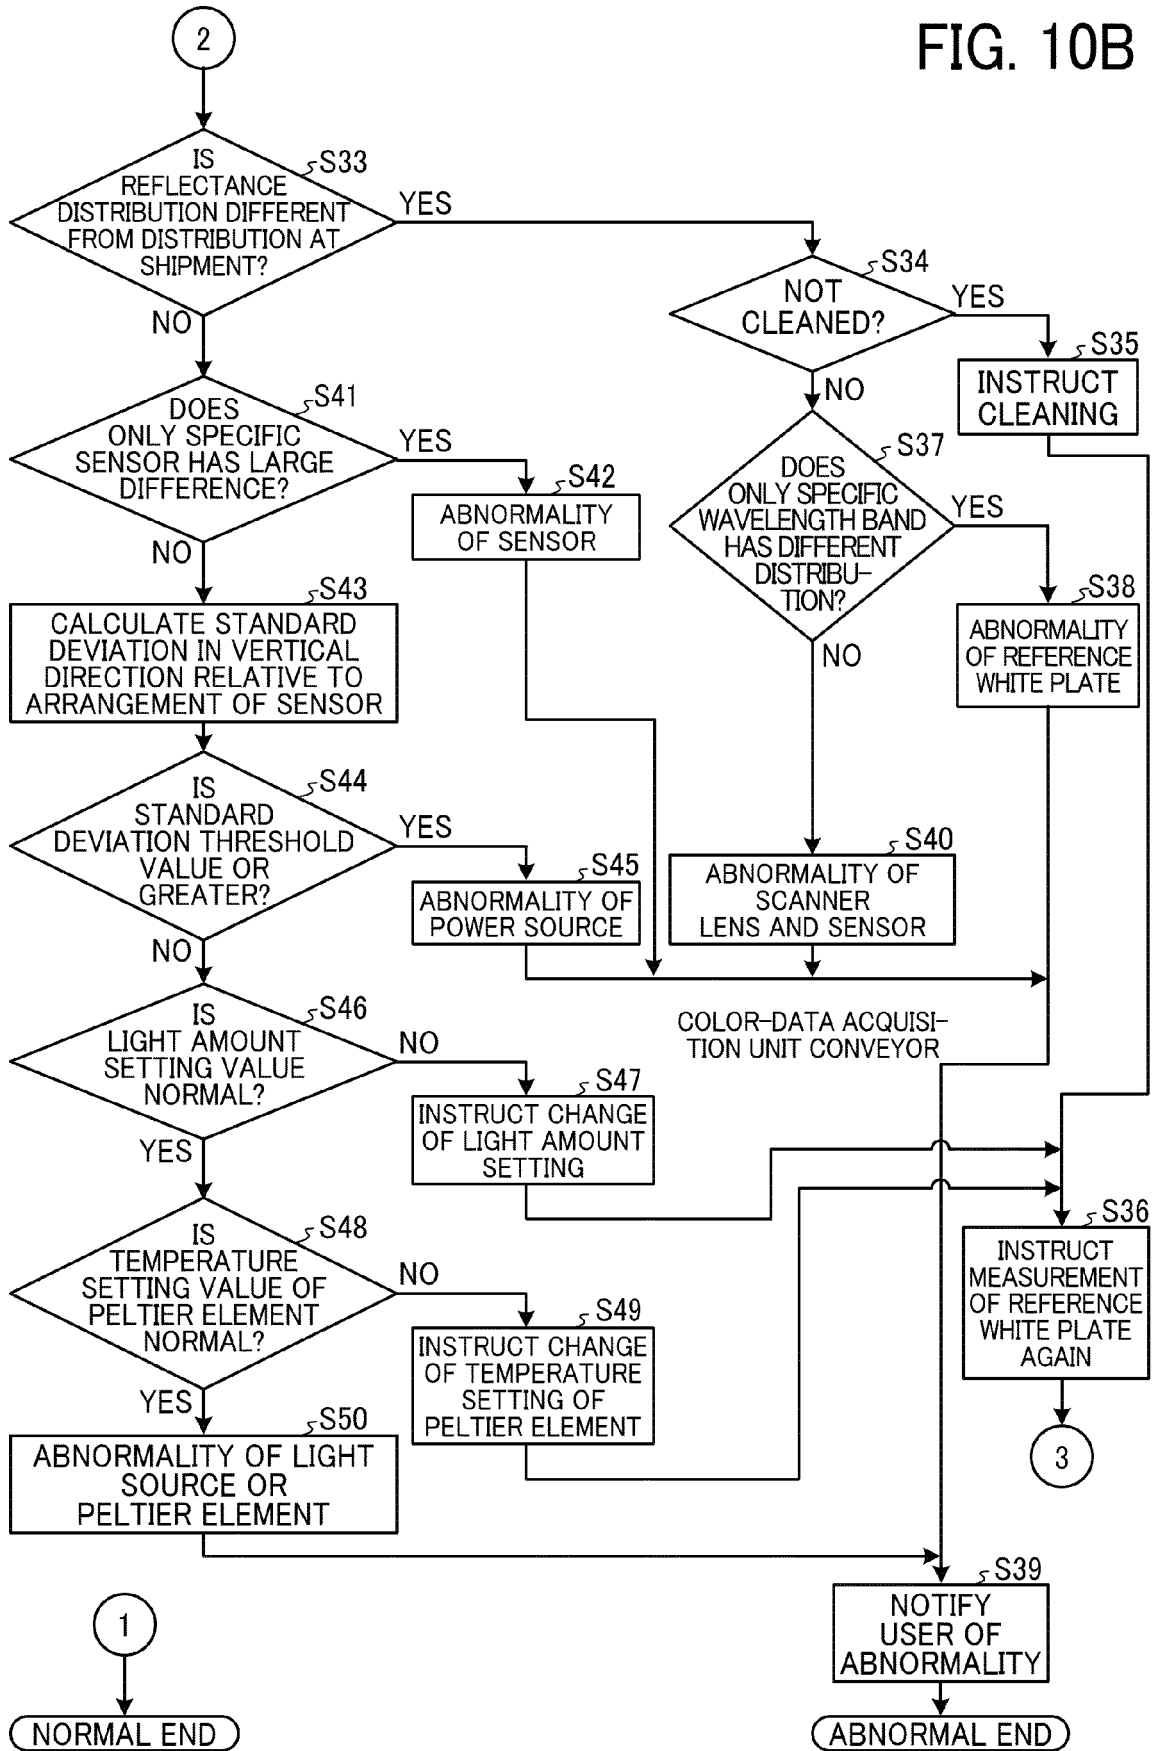 FIG. 10B
2
IS
REFLECTANCE
DISTRIBUTION DIFFERENT
FROM DISTRIBUTION AT
SHIPMENT?
S33
YES
NO
NOT
CLEANED?
S34
YES
NO
INSTRUCT
CLEANING
S35
DOES
ONLY SPECIFIC
SENSOR HAS LARGE
DIFFERENCE?
S41
YES
NO
ABNORMALITY
OF SENSOR
S42
DOES
ONLY SPECIFIC
WAVELENGTH BAND
HAS DIFFERENT
DISTRIBU-
TION?
S37
YES
NO
ABNORMALITY
OF REFERENCE
WHITE PLATE
S38
CALCULATE STANDARD
DEVIATION IN VERTICAL
DIRECTION RELATIVE TO
ARRANGEMENT OF SENSOR
S43
IS
STANDARD
DEVIATION THRESHOLD
VALUE OR
GREATER?
S44
YES
NO
ABNORMALITY OF
POWER SOURCE
S45
ABNORMALITY OF
SCANNER
LENS AND SENSOR
S40
COLOR-DATA ACQUISI-
TION UNIT CONVEYOR
IS
LIGHT AMOUNT
SETTING VALUE
NORMAL?
S46
NO
YES
INSTRUCT CHANGE
OF LIGHT AMOUNT
SETTING
S47
IS
TEMPERATURE
SETTING VALUE OF
PELTIER ELEMENT
NORMAL?
S48
NO
YES
INSTRUCT CHANGE
OF TEMPERATURE
SETTING OF
PELTIER ELEMENT
S49
INSTRUCT
MEASUREMENT
OF REFERENCE
WHITE PLATE
AGAIN
S36
3
ABNORMALITY OF LIGHT
SOURCE OR
PELTIER ELEMENT
S50
NOTIFY
USER OF
ABNORMALITY
S39
1
NORMAL END
ABNORMAL END